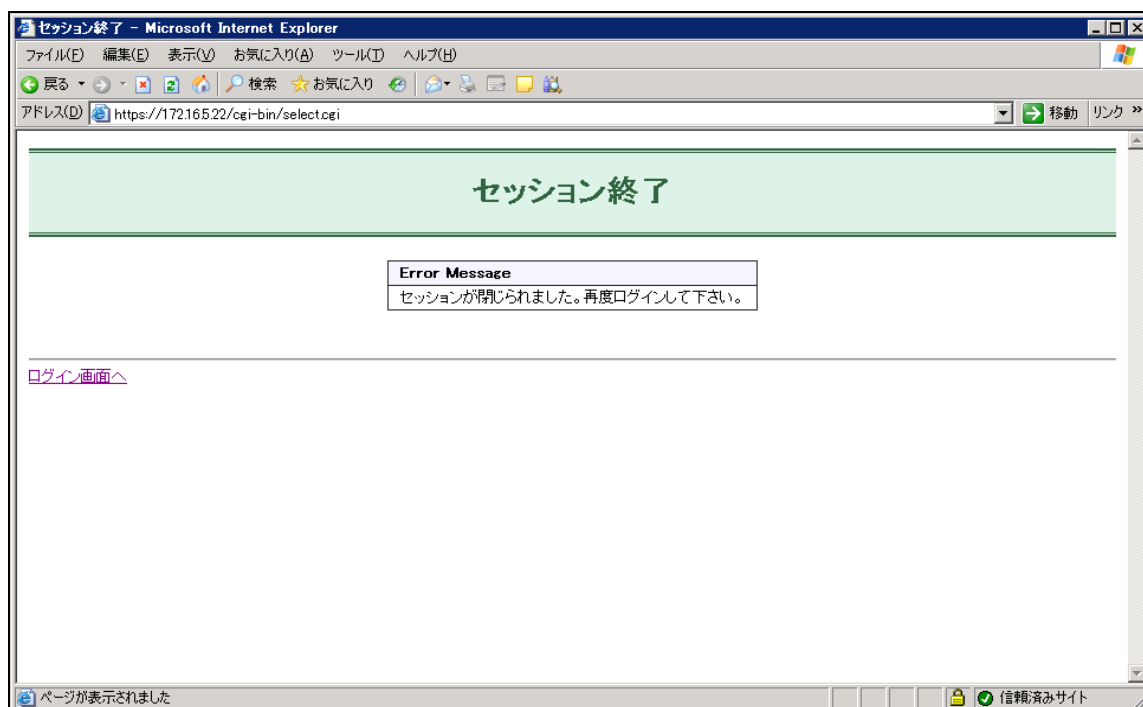 セッション終了 - Microsoft Internet Explorer
ファイル(F) 編集(E) 表示(V) お気に入り(A) ツール(T) ヘルプ(H)
戻る 検索 お気に入り
アドレス(D) https://172.16.5.22/cgi-bin/select.cgi 移動 リンク »
セッション終了
Error Message
セッションが閉じられました。再度ログインして下さい。
ログイン画面へ
ページが表示されました 信頼済みサイト